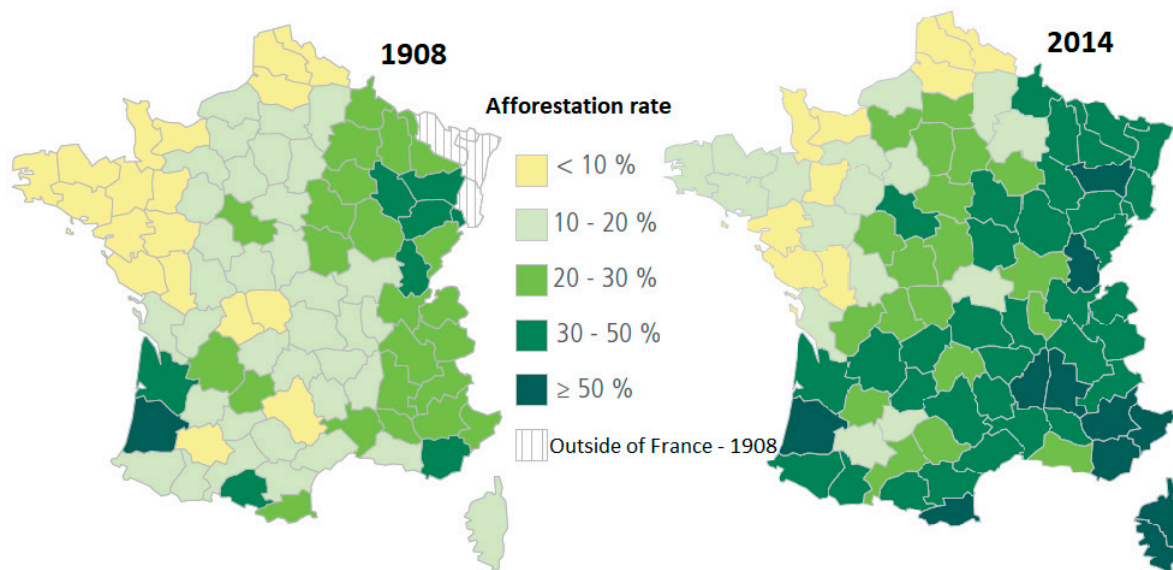 1908
2014
Afforestation rate
< 10 %
10 - 20 %
20 - 30 %
30 - 50 %
≥ 50 %
Outside of France - 1908